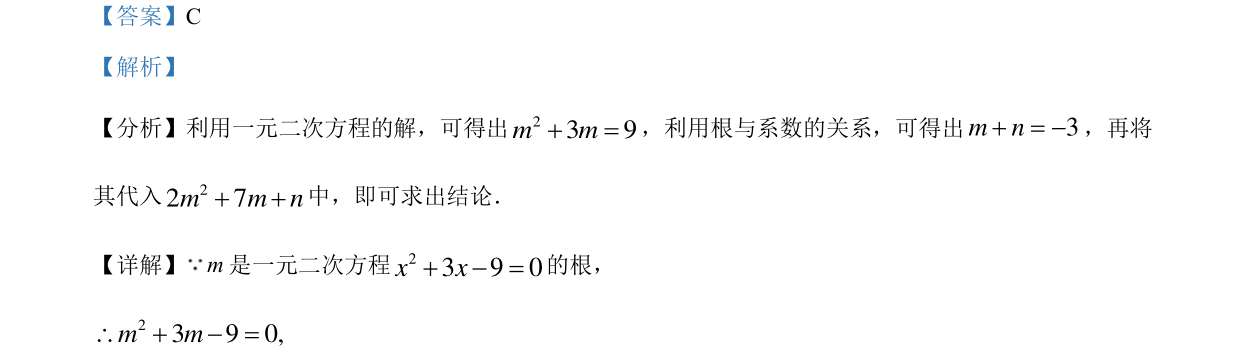 【答案】C
【解析】
【分析】利用一元二次方程的解，可得出m²+3m=9，利用根与系数的关系，可得出m+n=−3，再将
其代入2m²+7m+n中，即可求出结论．
【详解】∵m是一元二次方程x²+3x−9=0的根，
∴m²+3m−9=0,